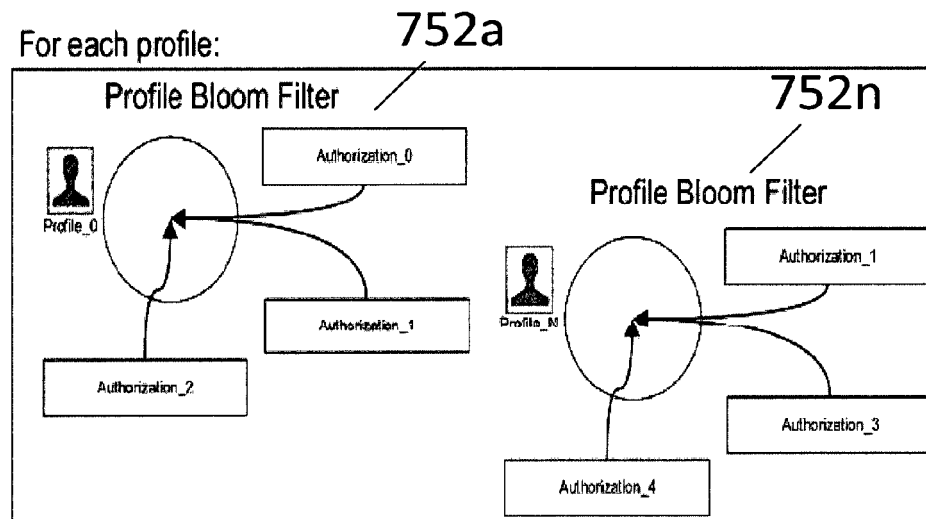 For each profile:
752a
Profile Bloom Filter
Authorization_0
Profile_0
Authorization_1
Authorization_2
752n
Profile Bloom Filter
Authorization_1
Profile_N
Authorization_3
Authorization_4